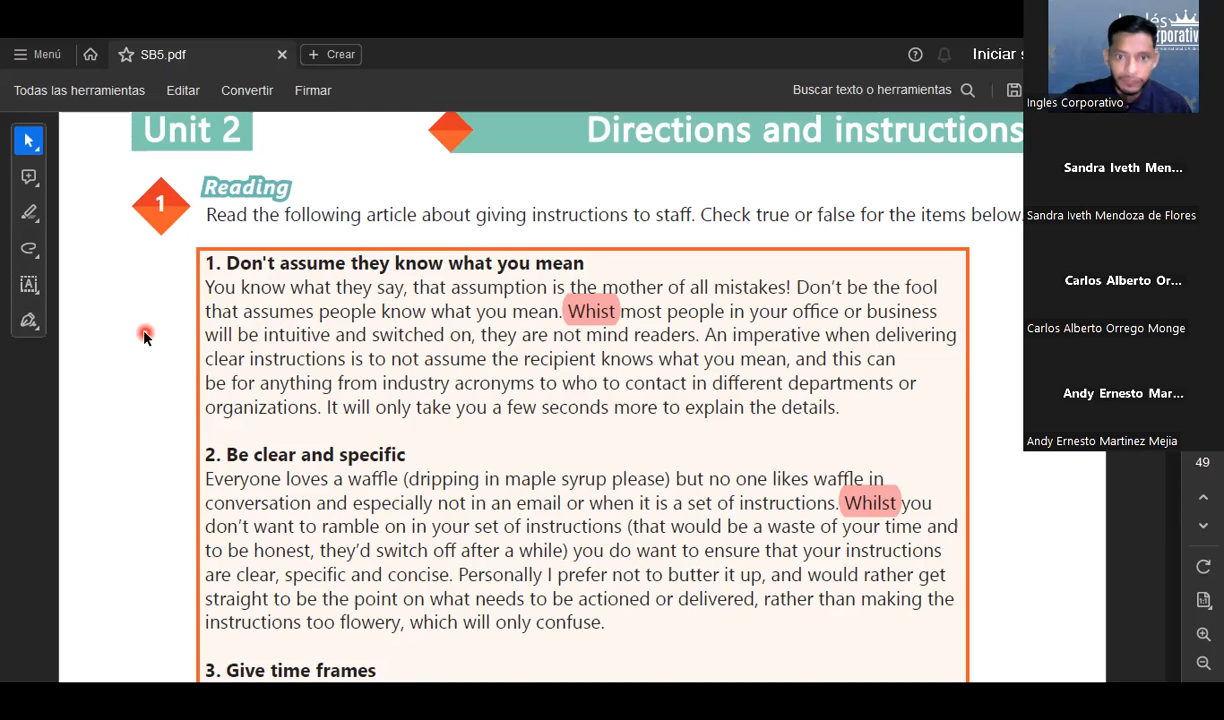 Menú
SB5.pdf
Crear
Iniciar s
Todas las herramientas
Editar
Convertir
Firmar
Buscar texto o herramientas
Inglés
Corporativo
Ingles Corporativo
Unit 2
Directions and instructions
1
Reading
Read the following article about giving instructions to staff. Check true or false for the items below.
1. Don't assume they know what you mean
You know what they say, that assumption is the mother of all mistakes! Don't be the fool
that assumes people know what you mean. Whist most people in your office or business
will be intuitive and switched on, they are not mind readers. An imperative when delivering
clear instructions is to not assume the recipient knows what you mean, and this can
be for anything from industry acronyms to who to contact in different departments or
organizations. It will only take you a few seconds more to explain the details.
2. Be clear and specific
Everyone loves a waffle (dripping in maple syrup please) but no one likes waffle in
conversation and especially not in an email or when it is a set of instructions. Whilst you
don't want to ramble on in your set of instructions (that would be a waste of your time and
to be honest, they'd switch off after a while) you do want to ensure that your instructions
are clear, specific and concise. Personally I prefer not to butter it up, and would rather get
straight to be the point on what needs to be actioned or delivered, rather than making the
instructions too flowery, which will only confuse.
3. Give time frames
Sandra Iveth Men...
Sandra Iveth Mendoza de Flores
Carlos Alberto Or...
Carlos Alberto Orrego Monge
Andy Ernesto Mar...
Andy Ernesto Martinez Mejia
49